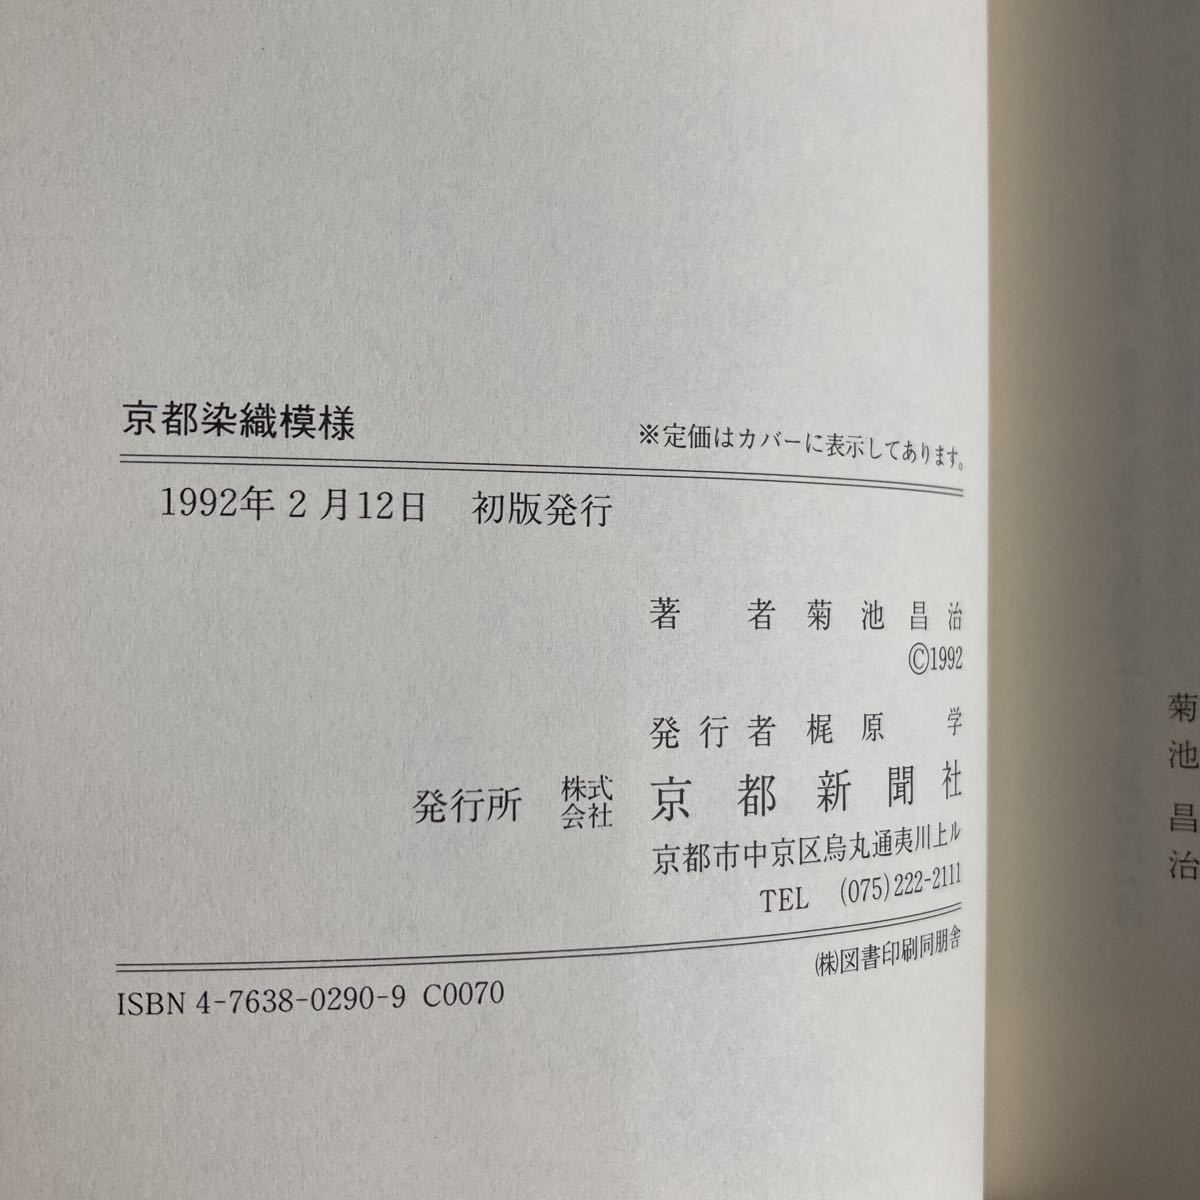 京都染織模様
※定価はカバーに表示してあります。
1992年2月12日　初版発行
著　者　菊池昌治
©1992
発行者　梶原　学
発行所　株式会社　京都新聞社
京都市中京区烏丸通夷川上ル
TEL　(075)222-2111
㈱図書印刷同朋舎
ISBN 4-7638-0290-9 C0070
菊池昌治